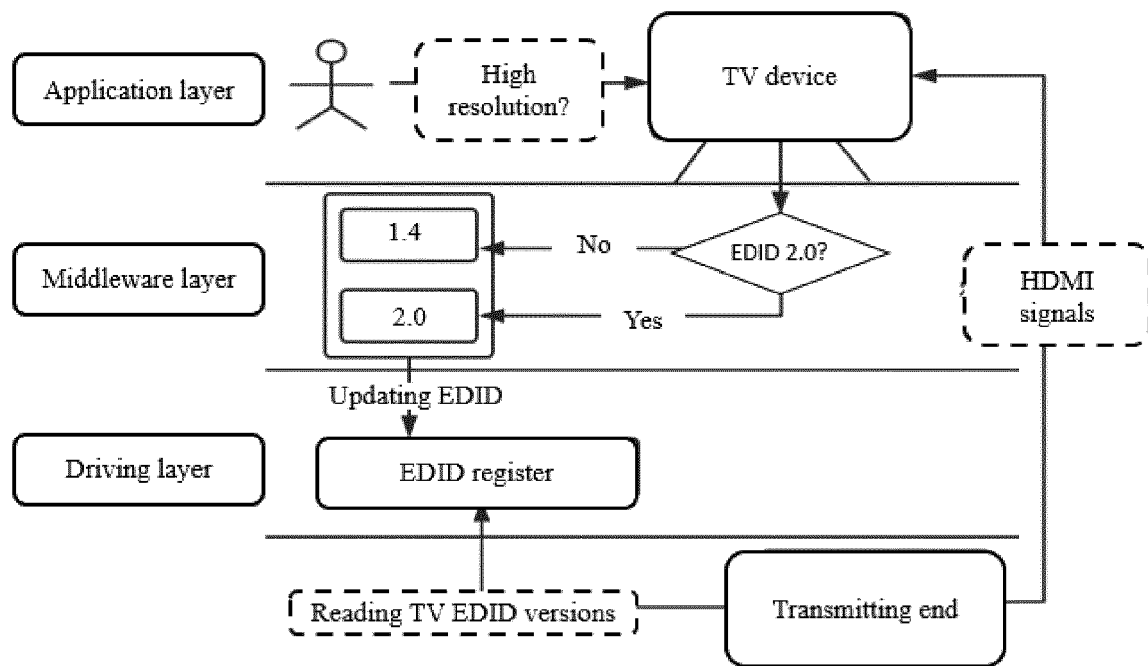 Application layer
High
resolution?
TV device
Middleware layer
1.4
No
EDID 2.0?
HDMI
signals
2.0
Yes
Updating EDID
Driving layer
EDID register
Reading TV EDID versions
Transmitting end